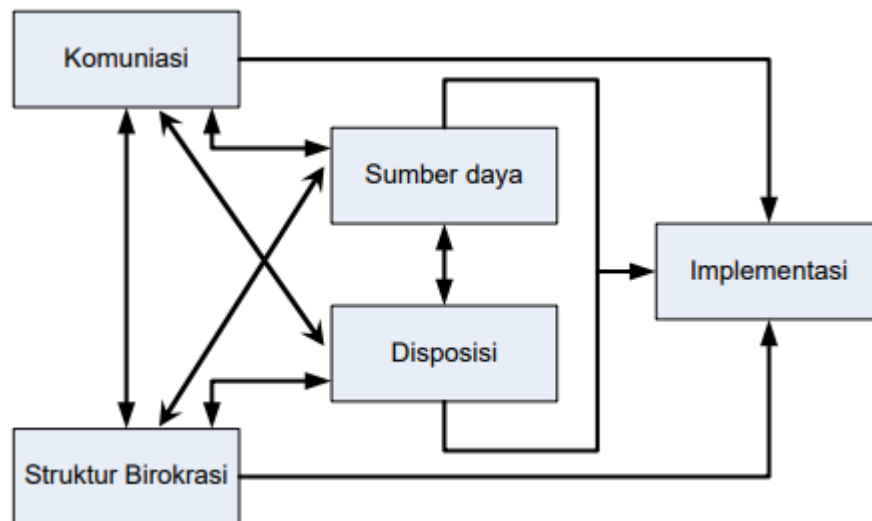 Komuniasi
Sumber daya
Implementasi
Disposisi
Struktur Birokrasi